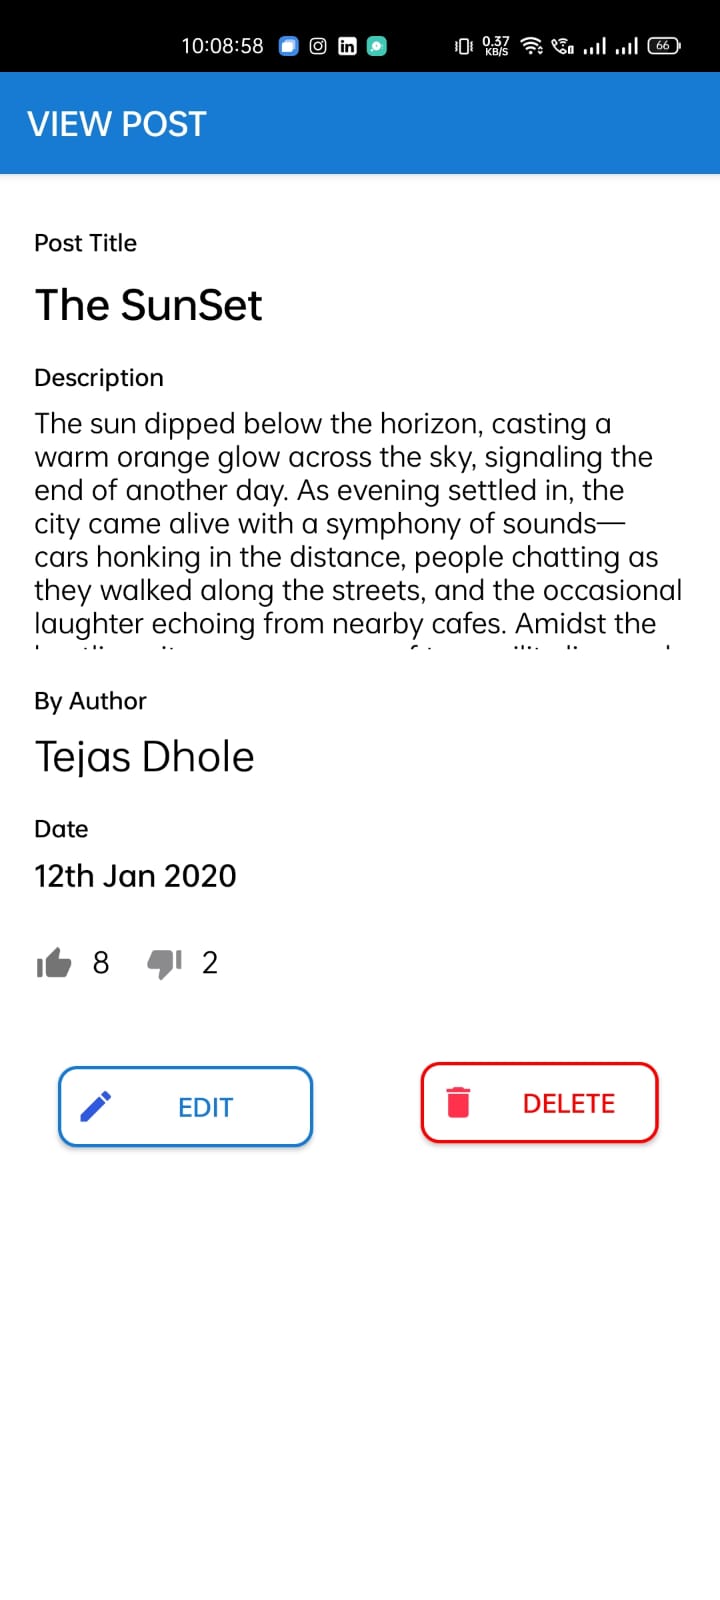 10:08:58 in 0.37 KB/S 66
VIEW POST
Post Title
The SunSet
Description
The sun dipped below the horizon, casting a
warm orange glow across the sky, signaling the
end of another day. As evening settled in, the
city came alive with a symphony of sounds—
cars honking in the distance, people chatting as
they walked along the streets, and the occasional
laughter echoing from nearby cafes. Amidst the
By Author
Tejas Dhole
Date
12th Jan 2020
8 2
EDIT DELETE